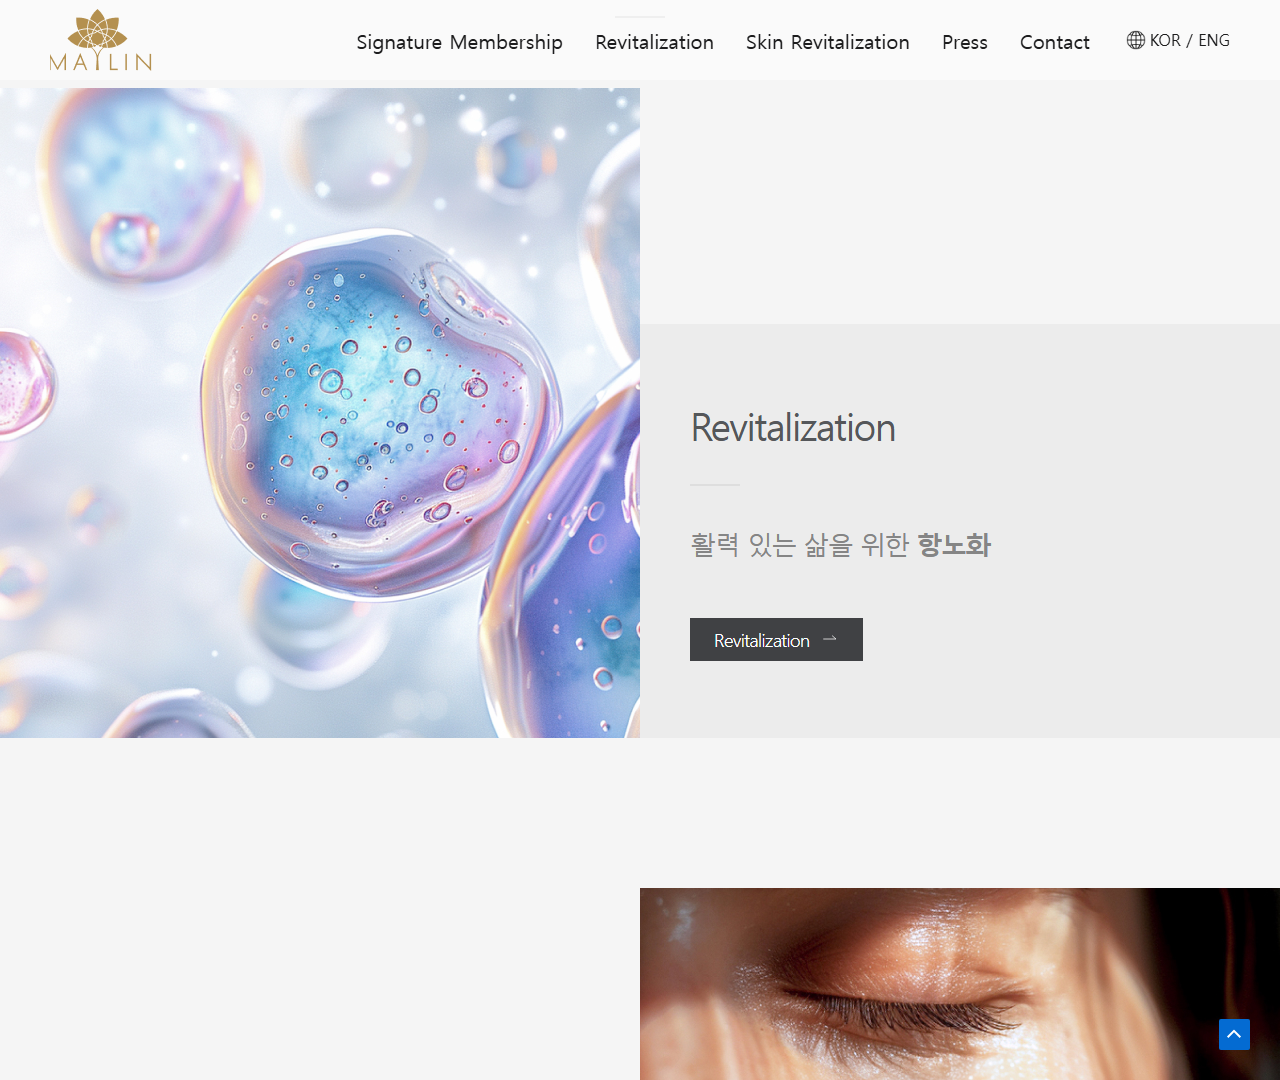 MAYLIN
Signature Membership
Revitalization
Skin Revitalization
Press
Contact
KOR / ENG
Revitalization
활력 있는 삶을 위한 항노화
Revitalization →